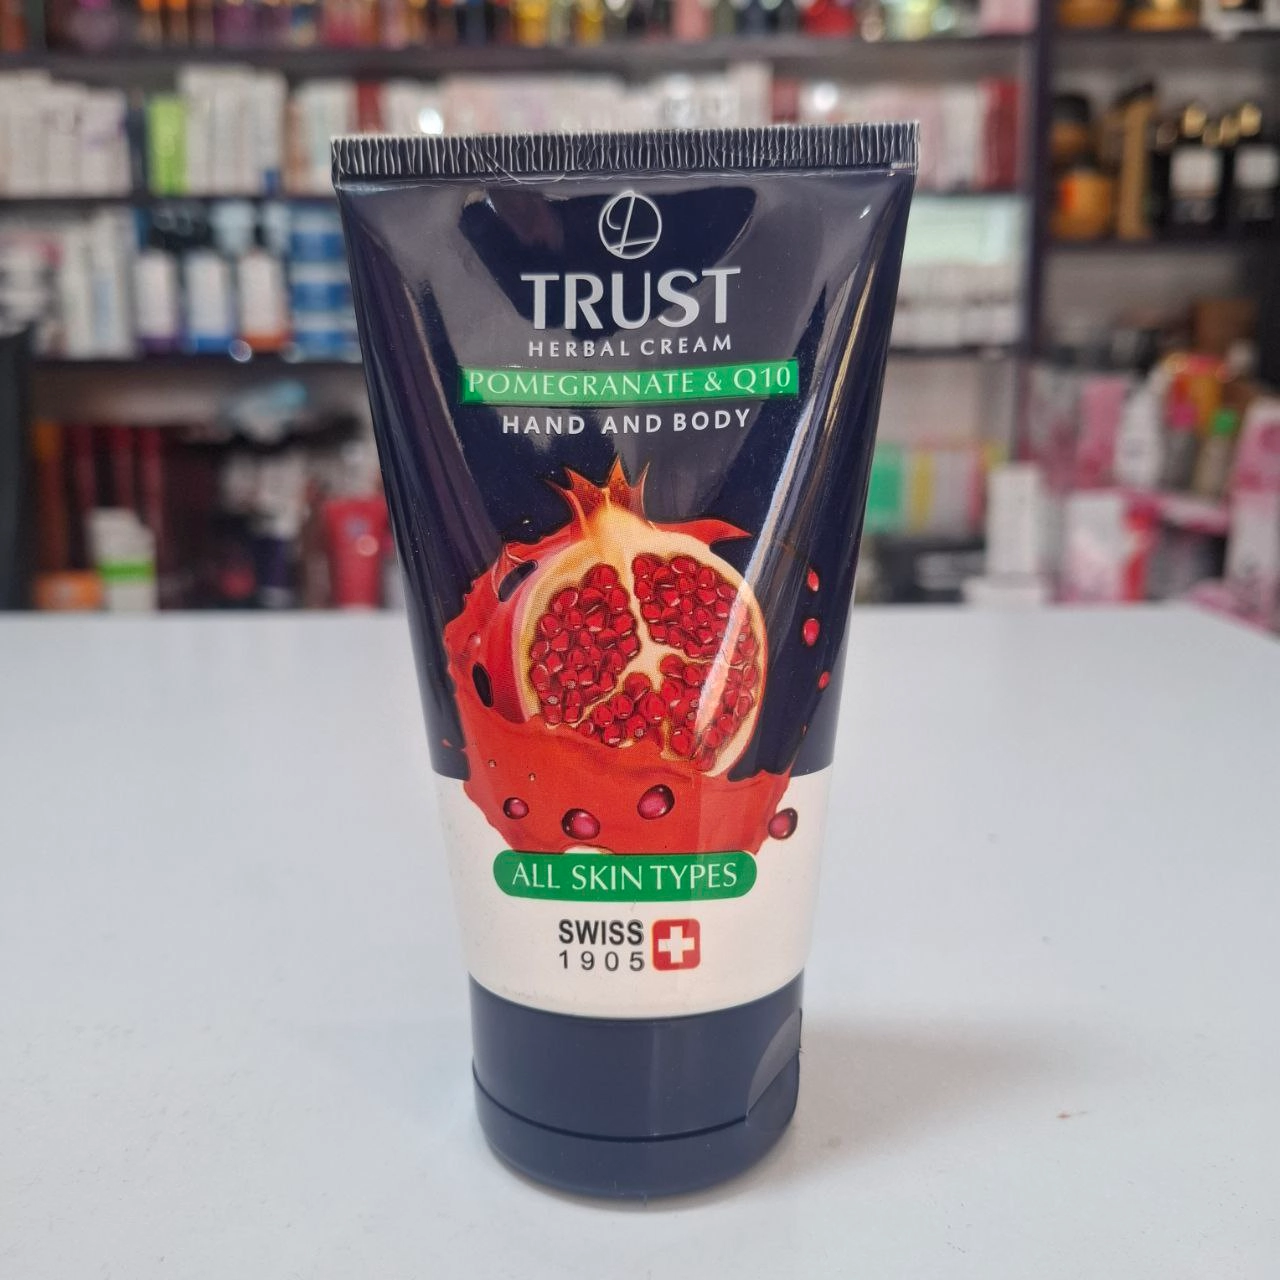 TRUST
HERBAL CREAM
POMEGRANATE & Q10
HAND AND BODY
ALL SKIN TYPES
SWISS
1905